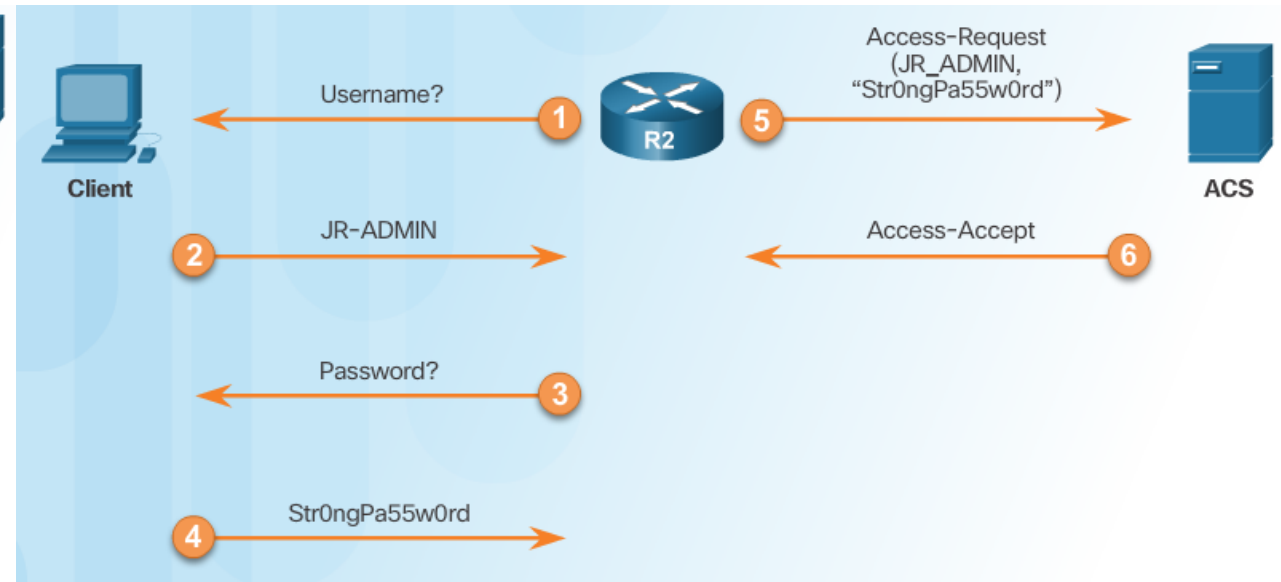 Access-Request
(JR_ADMIN,
“Str0ngPa55w0rd”)
Username?
1
R2
5
Client
ACS
JR-ADMIN
2
Access-Accept
6
Password?
3
Str0ngPa55w0rd
4